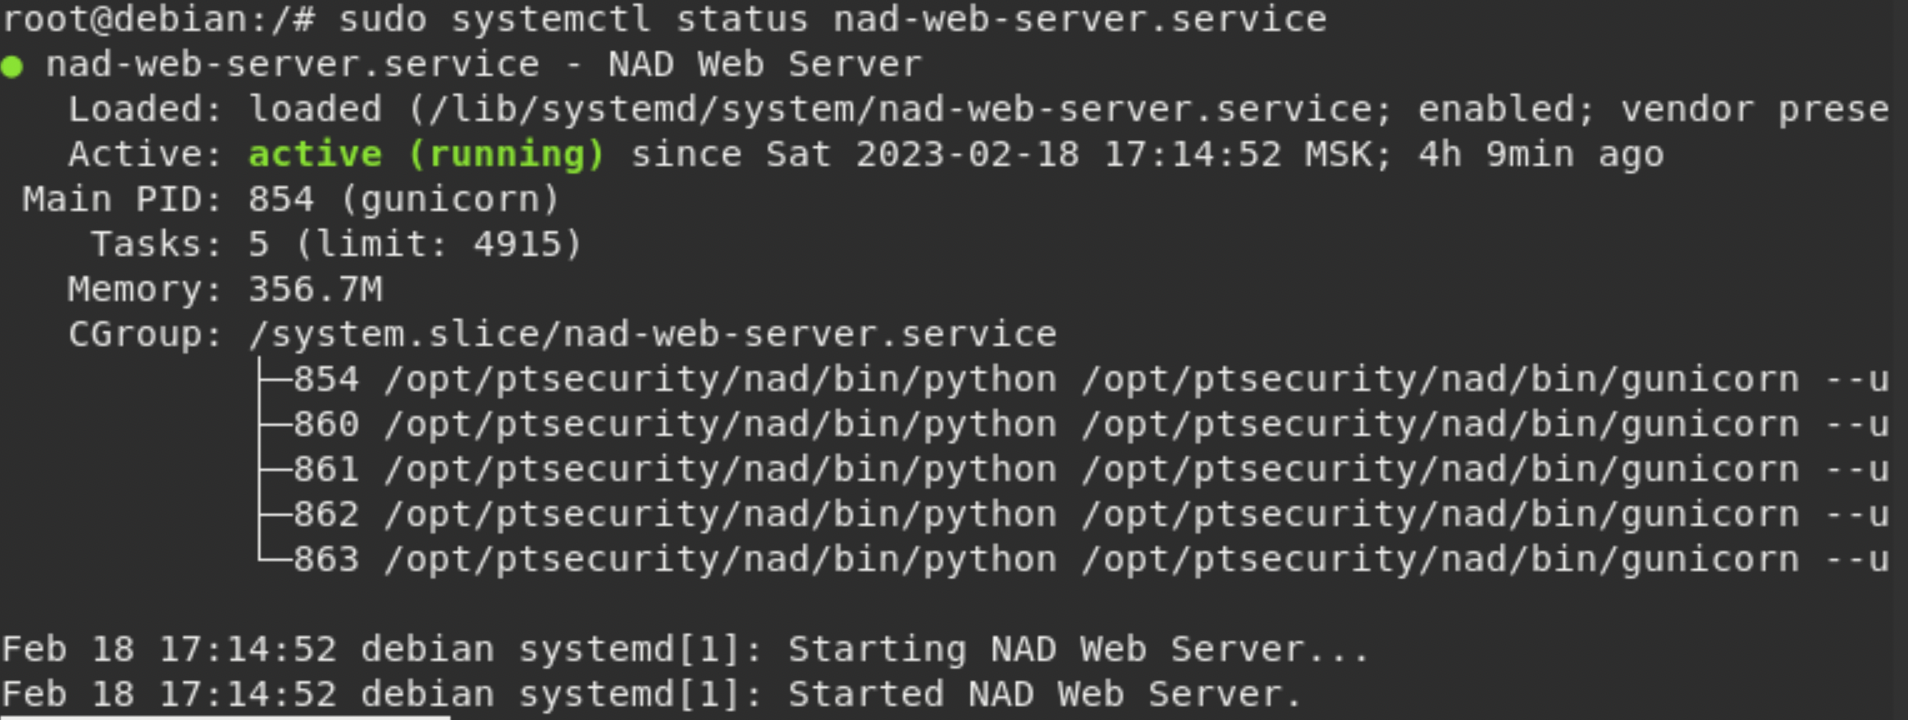 root@debian:/# sudo systemctl status nad-web-server.service
● nad-web-server.service - NAD Web Server
   Loaded: loaded (/lib/systemd/system/nad-web-server.service; enabled; vendor prese
   Active: active (running) since Sat 2023-02-18 17:14:52 MSK; 4h 9min ago
 Main PID: 854 (gunicorn)
    Tasks: 5 (limit: 4915)
   Memory: 356.7M
   CGroup: /system.slice/nad-web-server.service
           ├─854 /opt/ptsecurity/nad/bin/python /opt/ptsecurity/nad/bin/gunicorn --u
           ├─860 /opt/ptsecurity/nad/bin/python /opt/ptsecurity/nad/bin/gunicorn --u
           ├─861 /opt/ptsecurity/nad/bin/python /opt/ptsecurity/nad/bin/gunicorn --u
           ├─862 /opt/ptsecurity/nad/bin/python /opt/ptsecurity/nad/bin/gunicorn --u
           └─863 /opt/ptsecurity/nad/bin/python /opt/ptsecurity/nad/bin/gunicorn --u
Feb 18 17:14:52 debian systemd[1]: Starting NAD Web Server...
Feb 18 17:14:52 debian systemd[1]: Started NAD Web Server.